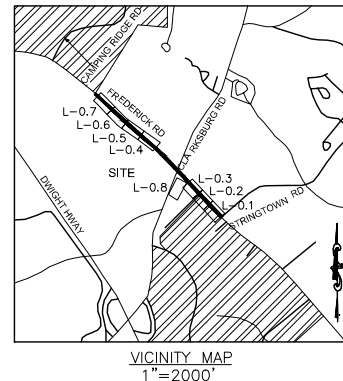 CAMPING RIDGE RD
FREDERICK RD
L-0.7
L-0.6
L-0.5
L-0.4
CLARKSBURG RD
SITE
L-0.8
L-0.3
L-0.2
L-0.1
STRINGTOWN RD
DWIGHT HWAY
VICINITY MAP
1"=2000'